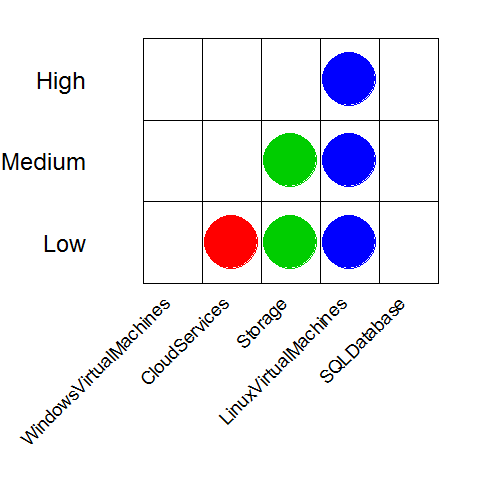 High
Medium
Low
WindowsVirtualMachines
CloudServices
Storage
LinuxVirtualMachines
SQLDatabase